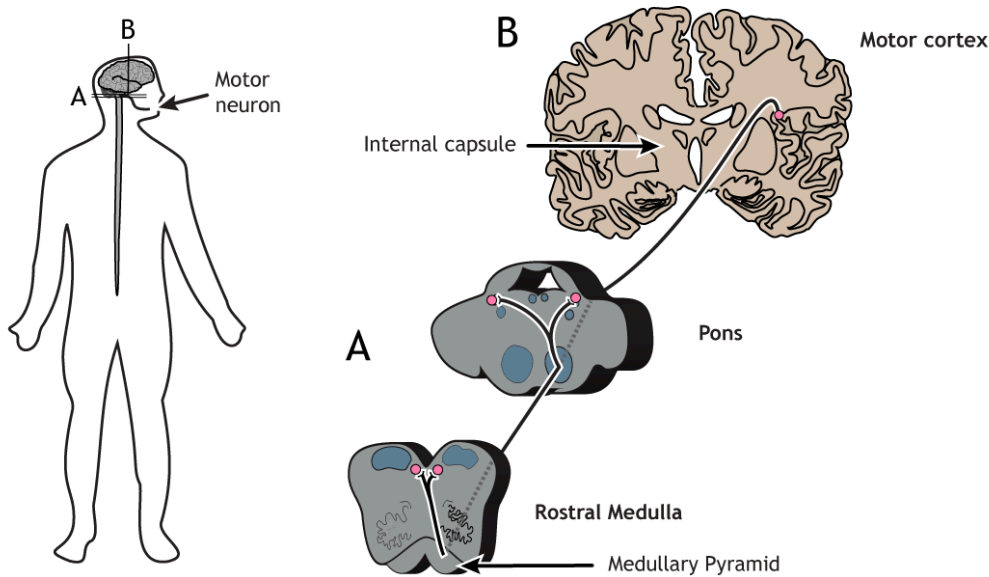 B
A
Motor
neuron
B
Motor cortex
Internal capsule
A
Pons
Rostral Medulla
Medullary Pyramid